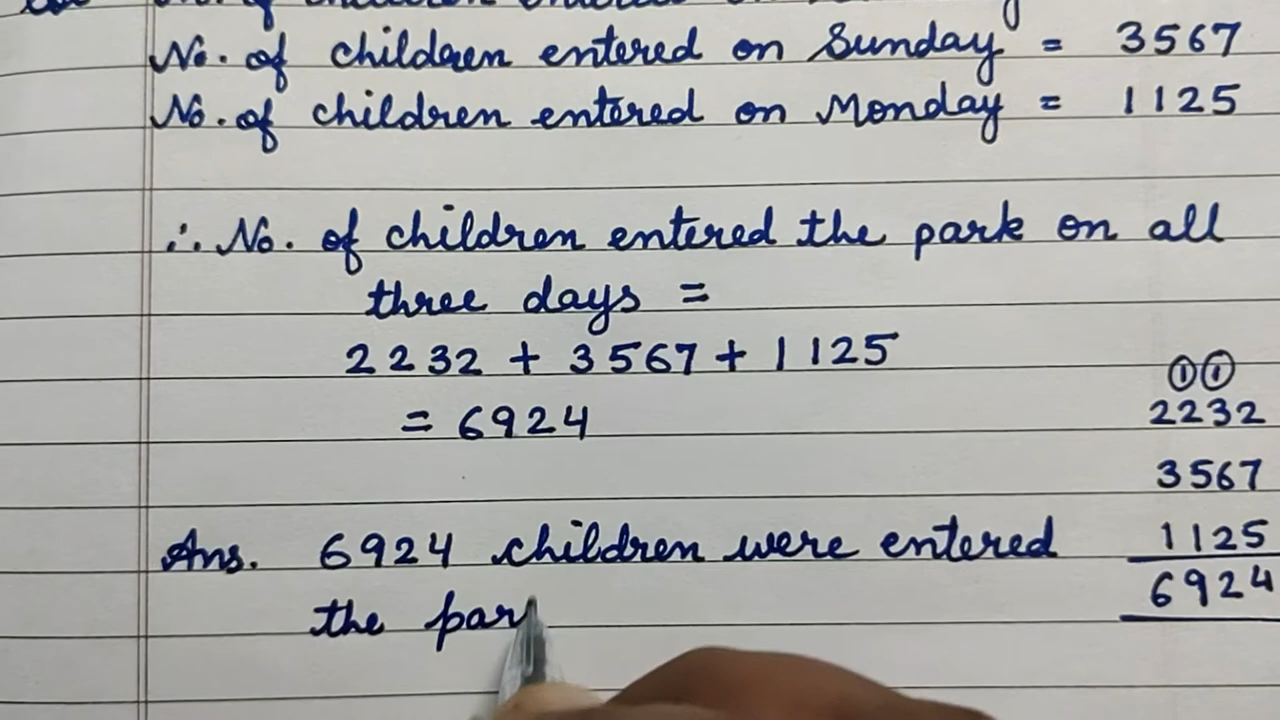 No. of children entered on Sunday = 3567
No. of children entered on Monday = 1125
∴ No. of children entered the park on all
three days =
2232 + 3567 + 1125
= 6924
① ①
2232
3567
1125
6924
Ans. 6924 children were entered
the par